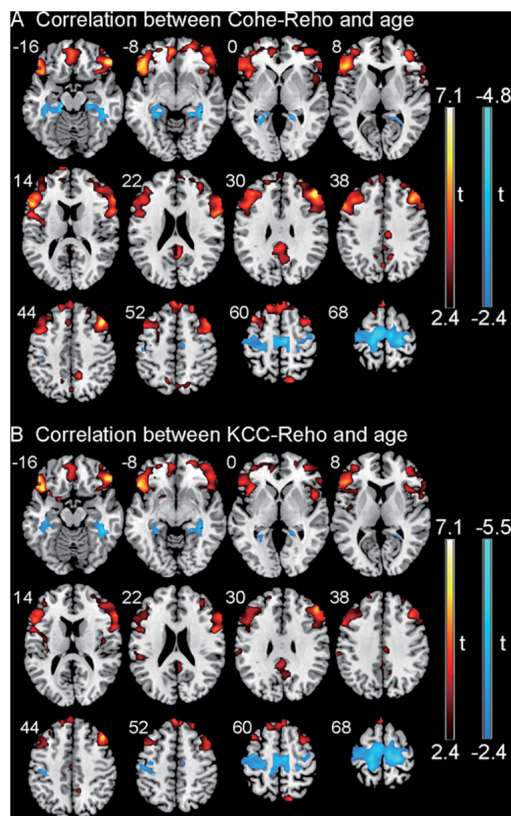 A Correlation between Cohe-Reho and age
-16 -8 0 8
7.1 -4.8
14 22 30 38
t t
44 52 60 68
2.4 -2.4
B Correlation between KCC-Reho and age
-16 -8 0 8
7.1 -5.5
14 22 30 38
t t
44 52 60 68
2.4 -2.4